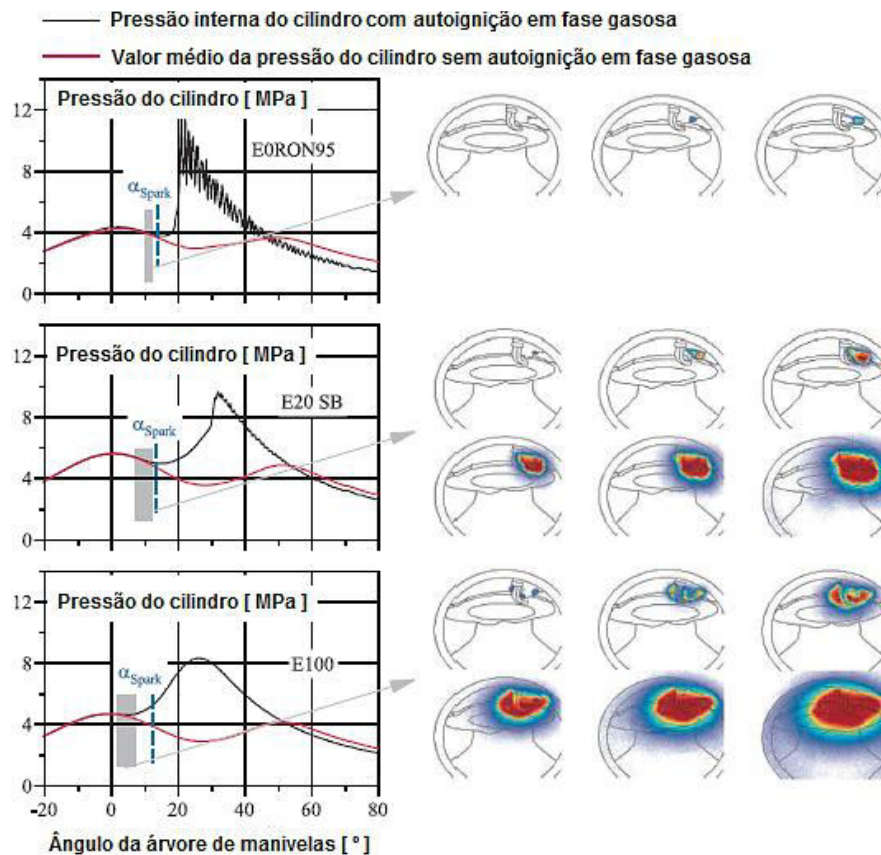 Pressão interna do cilindro com autoignição em fase gasosa
Valor médio da pressão do cilindro sem autoignição em fase gasosa
Pressão do cilindro [ MPa ]
12
8
4
0
αSpark
E0RON95
Pressão do cilindro [ MPa ]
12
8
4
0
αSpark
E20 SB
Pressão do cilindro [ MPa ]
12
8
4
0
αSpark
E100
-20 0 20 40 60 80
Ângulo da árvore de manivelas [ º ]